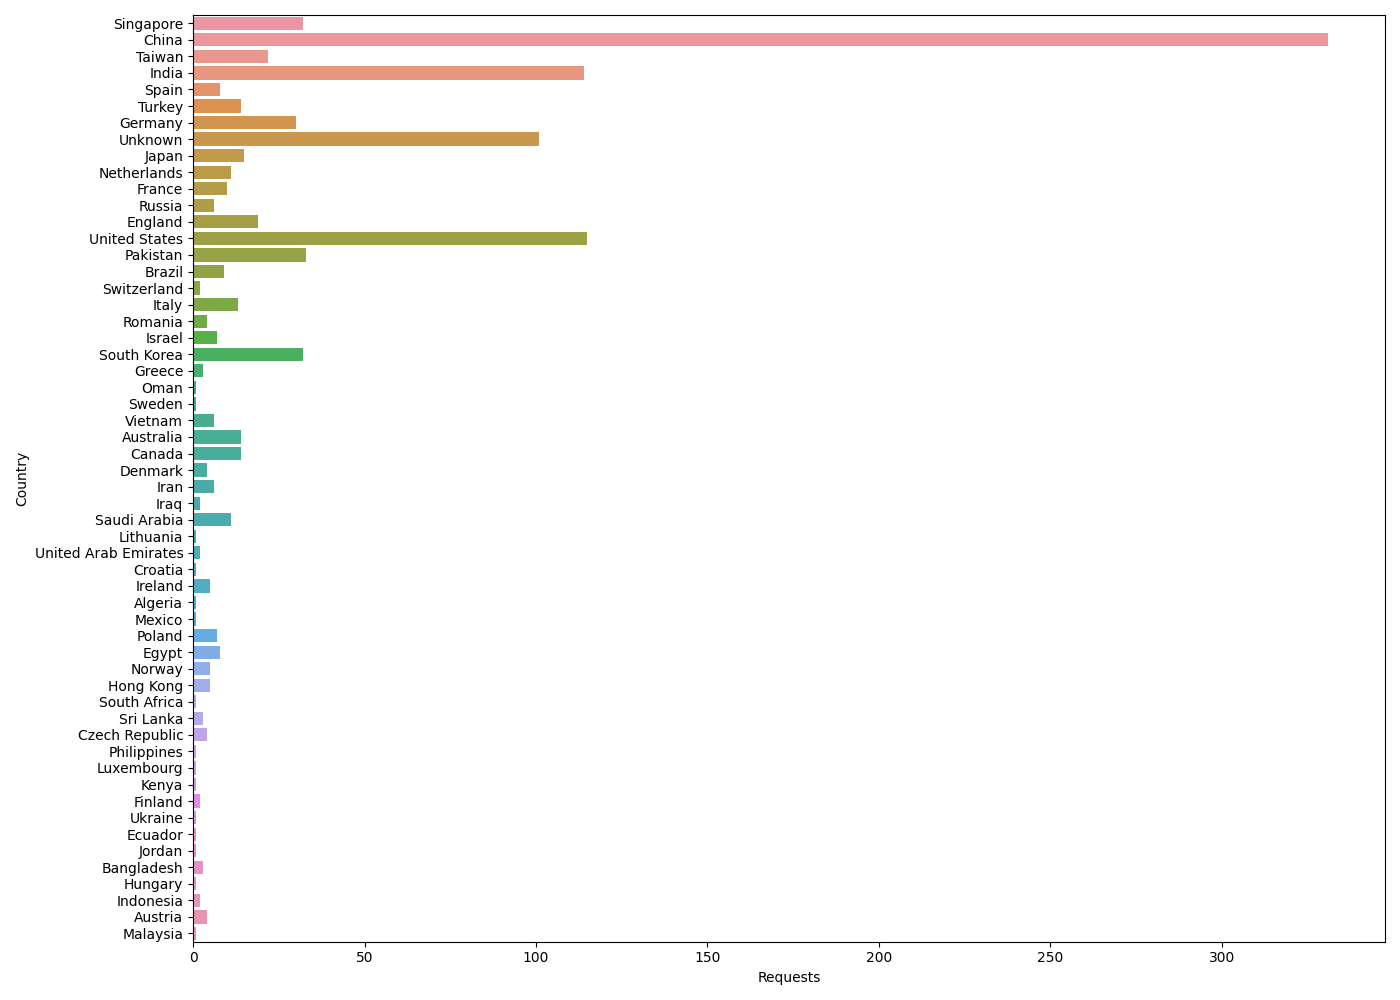 Singapore
China
Taiwan
India
Spain
Turkey
Germany
Unknown
Japan
Netherlands
France
Russia
England
United States
Pakistan
Brazil
Switzerland
Italy
Romania
Israel
South Korea
Greece
Oman
Sweden
Vietnam
Australia
Canada
Denmark
Iran
Iraq
Saudi Arabia
Lithuania
United Arab Emirates
Croatia
Ireland
Algeria
Mexico
Poland
Egypt
Norway
Hong Kong
South Africa
Sri Lanka
Czech Republic
Philippines
Luxembourg
Kenya
Finland
Ukraine
Ecuador
Jordan
Bangladesh
Hungary
Indonesia
Austria
Malaysia
Country
0 50 100 150 200 250 300
Requests